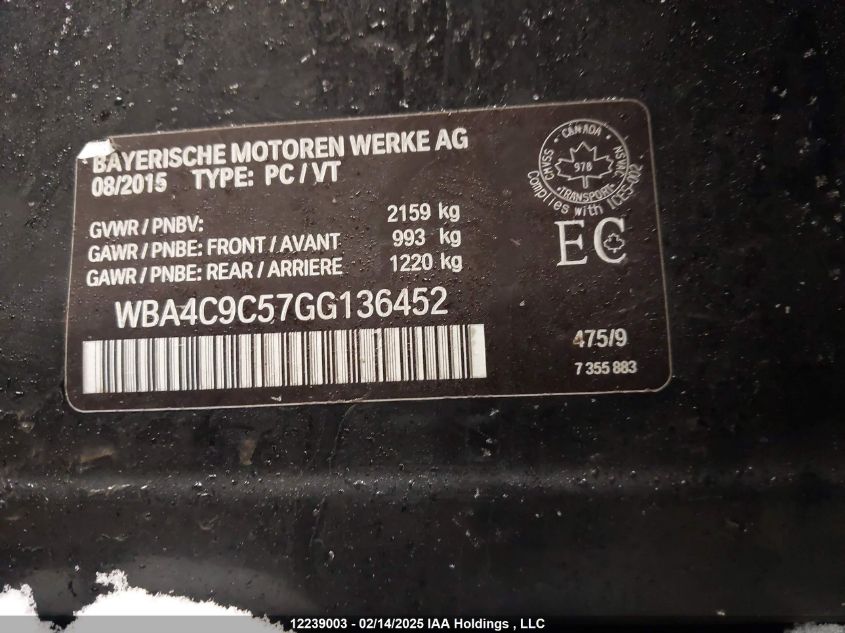 BAYERISCHE MOTOREN WERKE AG
08/2015 TYPE: PC / VT
GVWR / PNBV: 2159 kg
GAWR / PNBE: FRONT / AVANT 993 kg
GAWR / PNBE: REAR / ARRIERE 1220 kg
WBA4C9C57GG136452
CANADA
978
TRANSPORT
CMVSS
NSVAC
Complies with ICES-002
EC
475/9
7 355 883
12239003 - 02/14/2025 IAA Holdings , LLC